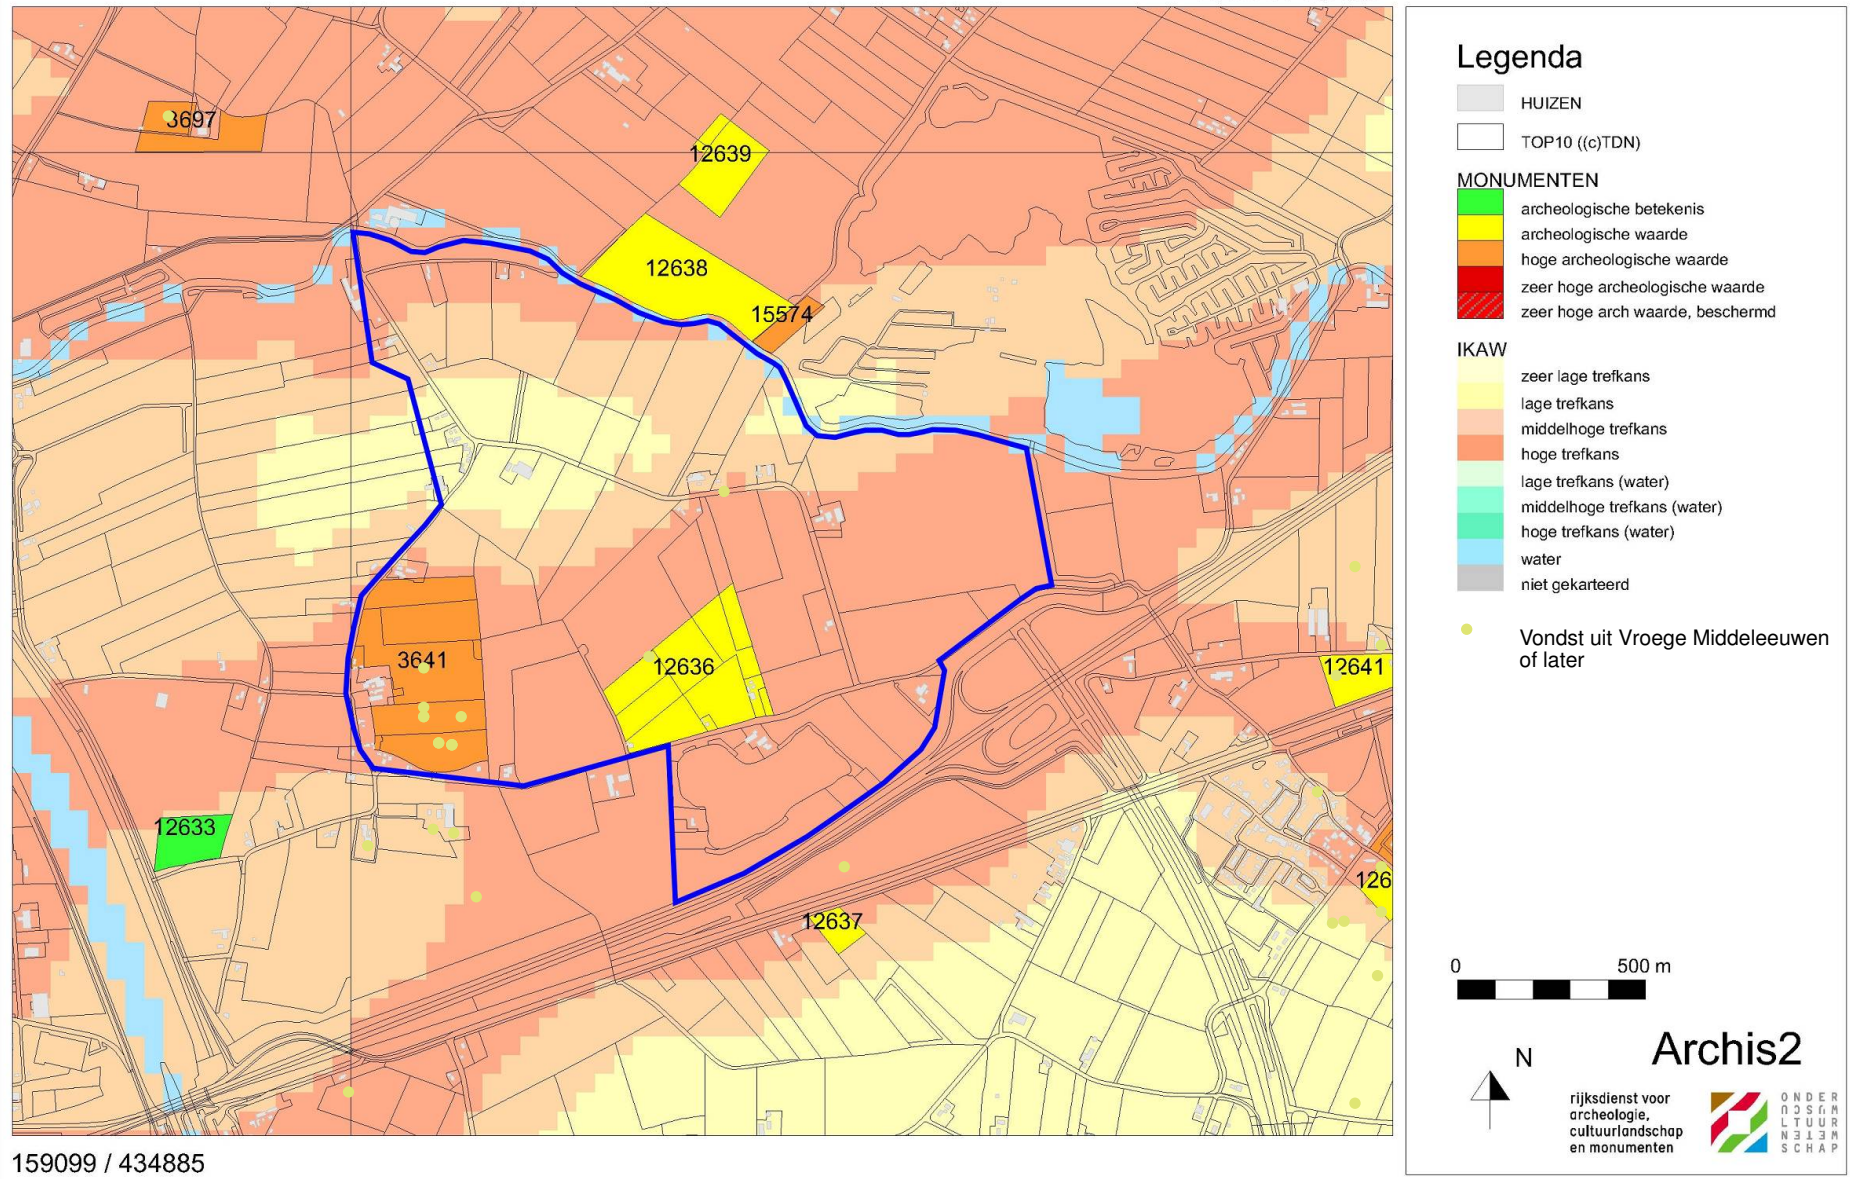 3697
12639
12638
15574
3641
12636
12641
12633
126
12637
159099 / 434885
Legenda
HUIZEN
TOP10 ((c)TDN)
MONUMENTEN
archeologische betekenis
archeologische waarde
hoge archeologische waarde
zeer hoge archeologische waarde
zeer hoge arch waarde, beschermd
IKAW
zeer lage trefkans
lage trefkans
middelhoge trefkans
hoge trefkans
lage trefkans (water)
middelhoge trefkans (water)
hoge trefkans (water)
water
niet gekarteerd
Vondst uit Vroege Middeleeuwen
of later
0 500 m
N
Archis2
rijksdienst voor
archeologie,
cultuurlandschap
en monumenten